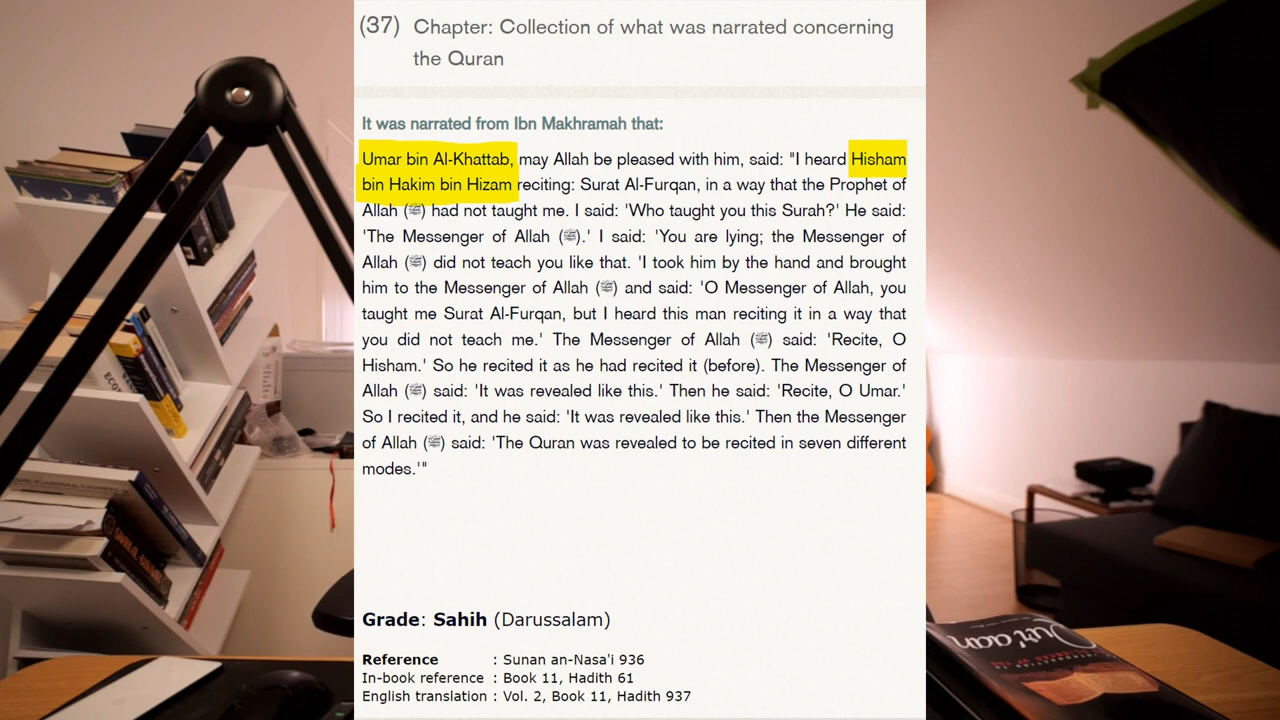 (37) Chapter: Collection of what was narrated concerning
the Quran
It was narrated from Ibn Makhramah that:
Umar bin Al-Khattab, may Allah be pleased with him, said: "I heard Hisham
bin Hakim bin Hizam reciting: Surat Al-Furqan, in a way that the Prophet of
Allah (ﷺ) had not taught me. I said: 'Who taught you this Surah?' He said:
'The Messenger of Allah (ﷺ).' I said: 'You are lying; the Messenger of
Allah (ﷺ) did not teach you like that. 'I took him by the hand and brought
him to the Messenger of Allah (ﷺ) and said: 'O Messenger of Allah, you
taught me Surat Al-Furqan, but I heard this man reciting it in a way that
you did not teach me.' The Messenger of Allah (ﷺ) said: 'Recite, O
Hisham.' So he recited it as he had recited it (before). The Messenger of
Allah (ﷺ) said: 'It was revealed like this.' Then he said: 'Recite, O Umar.'
So I recited it, and he said: 'It was revealed like this.' Then the Messenger
of Allah (ﷺ) said: 'The Quran was revealed to be recited in seven different
modes.'"
Grade: Sahih (Darussalam)
Reference : Sunan an-Nasa'i 936
In-book reference : Book 11, Hadith 61
English translation : Vol. 2, Book 11, Hadith 937
Qur'aan